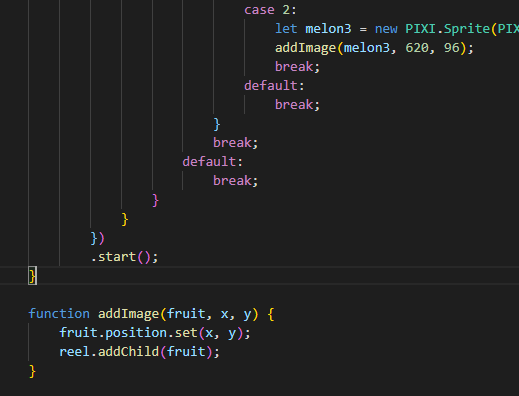 case 2:
let melon3 = new PIXI.Sprite(PIX
addImage(melon3, 620, 96);
break;
default:
break;
}
break;
default:
break;
}
}
})
.start();
}
function addImage(fruit, x, y) {
fruit.position.set(x, y);
reel.addChild(fruit);
}